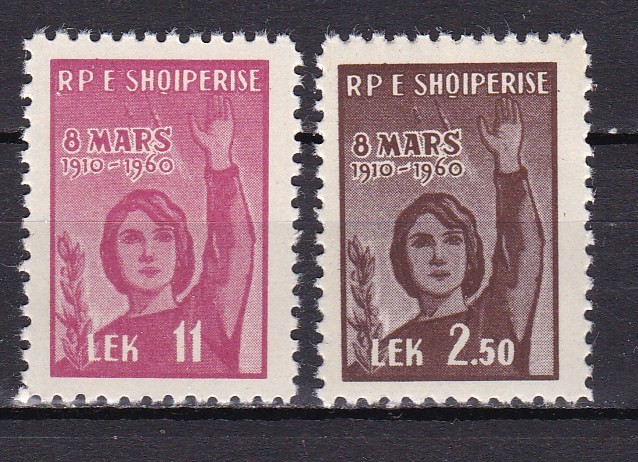 RP E SHQIPERISE
8 MARS
1910-1960
LEK 11
RP E SHQIPERISE
8 MARS
1910-1960
LEK 2.50